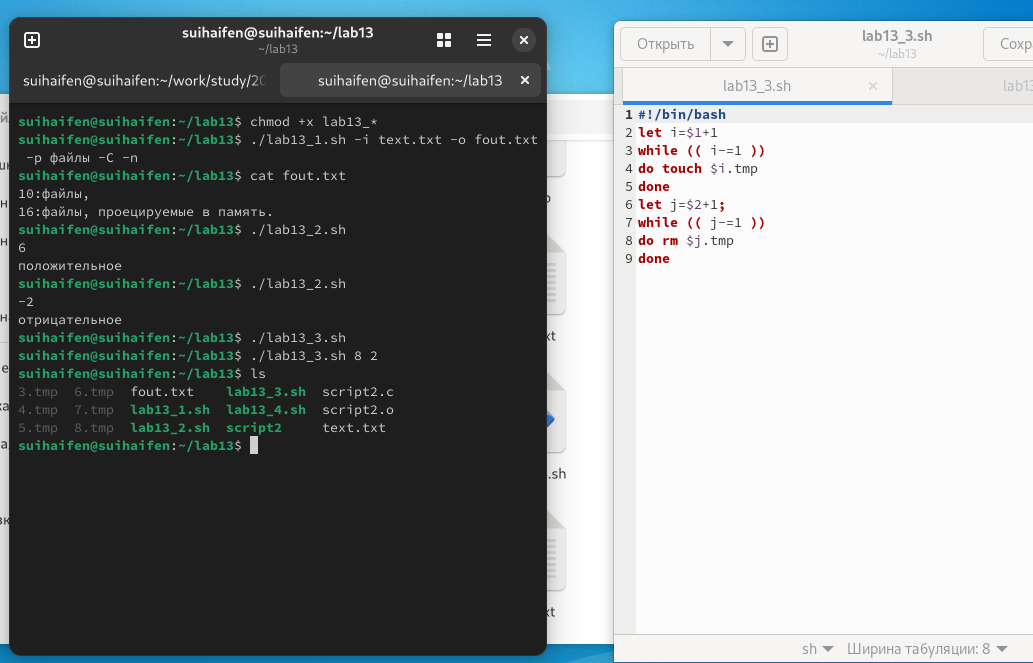 suihaifen@suihaifen:~/lab13
~/lab13
suihaifen@suihaifen:~/work/study/20
suihaifen@suihaifen:~/lab13
suihaifen@suihaifen:~/lab13$ chmod +x lab13_*
suihaifen@suihaifen:~/lab13$ ./lab13_1.sh -i text.txt -o fout.txt
-p файлы -C -n
suihaifen@suihaifen:~/lab13$ cat fout.txt
10:файлы,
16:файлы, проецируемые в память.
suihaifen@suihaifen:~/lab13$ ./lab13_2.sh
6
положительное
suihaifen@suihaifen:~/lab13$ ./lab13_2.sh
-2
отрицательное
suihaifen@suihaifen:~/lab13$ ./lab13_3.sh
suihaifen@suihaifen:~/lab13$ ./lab13_3.sh 8 2
suihaifen@suihaifen:~/lab13$ ls
3.tmp 6.tmp fout.txt lab13_3.sh script2.c
4.tmp 7.tmp lab13_1.sh lab13_4.sh script2.o
5.tmp 8.tmp lab13_2.sh script2 text.txt
suihaifen@suihaifen:~/lab13$
xt
.sh
xt
Открыть
lab13_3.sh
~/lab13
Сохр
lab13_3.sh
lab13
1 #!/bin/bash
2 let i=$1+1
3 while (( i-=1 ))
4 do touch $i.tmp
5 done
6 let j=$2+1;
7 while (( j-=1 ))
8 do rm $j.tmp
9 done
sh
Ширина табуляции: 8